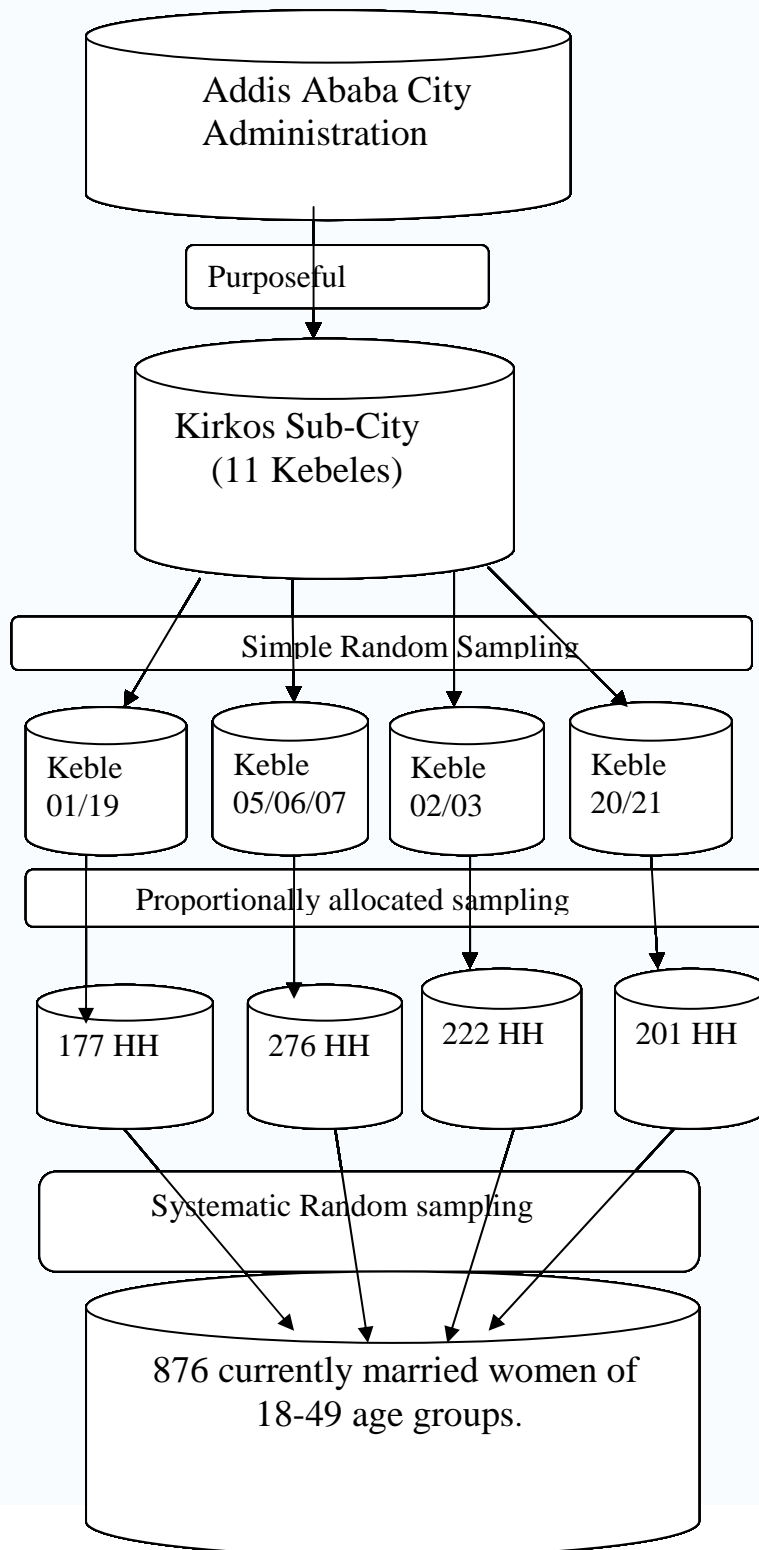 Addis Ababa City
Administration
Purposeful
Kirkos Sub-City
(11 Kebeles)
Simple Random Sampling
Keble
01/19
Keble
05/06/07
Keble
02/03
Keble
20/21
Proportionally allocated sampling
177 HH
276 HH
222 HH
201 HH
Systematic Random sampling
876 currently married women of
18-49 age groups.